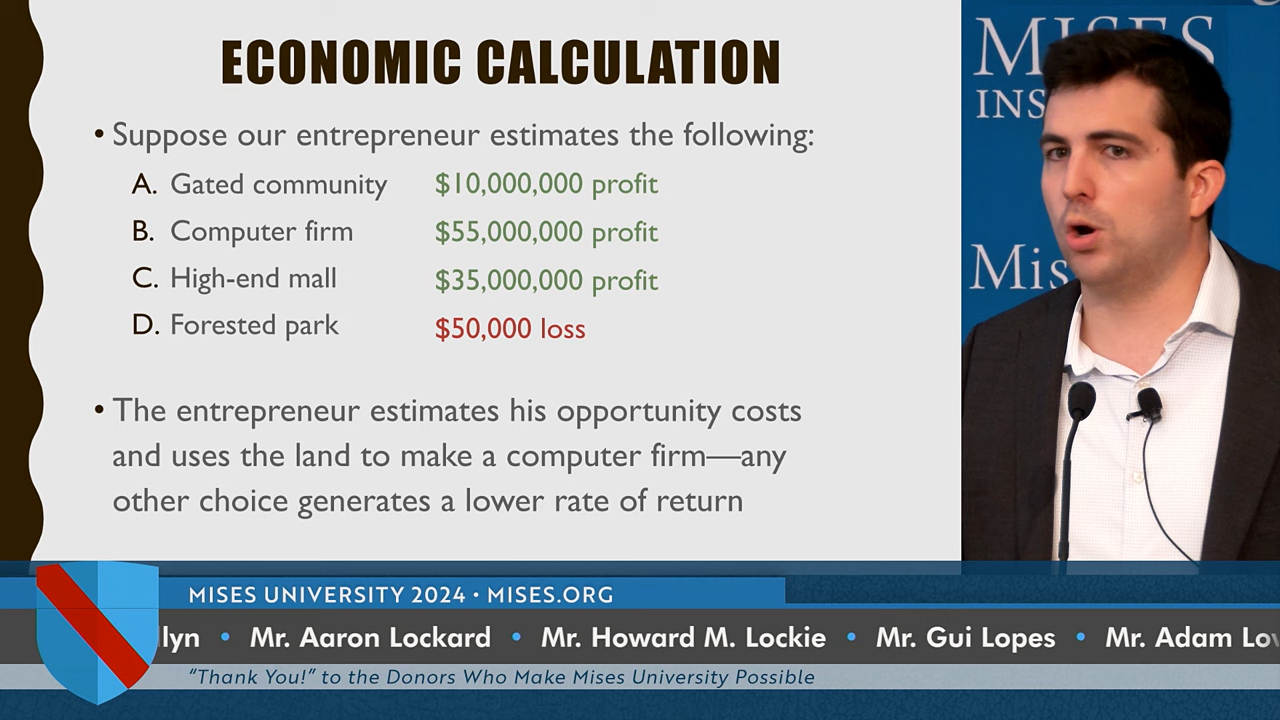 ECONOMIC CALCULATION
• Suppose our entrepreneur estimates the following:
A. Gated community $10,000,000 profit
B. Computer firm $55,000,000 profit
C. High-end mall $35,000,000 profit
D. Forested park $50,000 loss
• The entrepreneur estimates his opportunity costs
and uses the land to make a computer firm—any
other choice generates a lower rate of return
MISES
INS
Mis
MISES UNIVERSITY 2024 • MISES.ORG
lyn • Mr. Aaron Lockard • Mr. Howard M. Lockie • Mr. Gui Lopes • Mr. Adam Lov
“Thank You!” to the Donors Who Make Mises University Possible